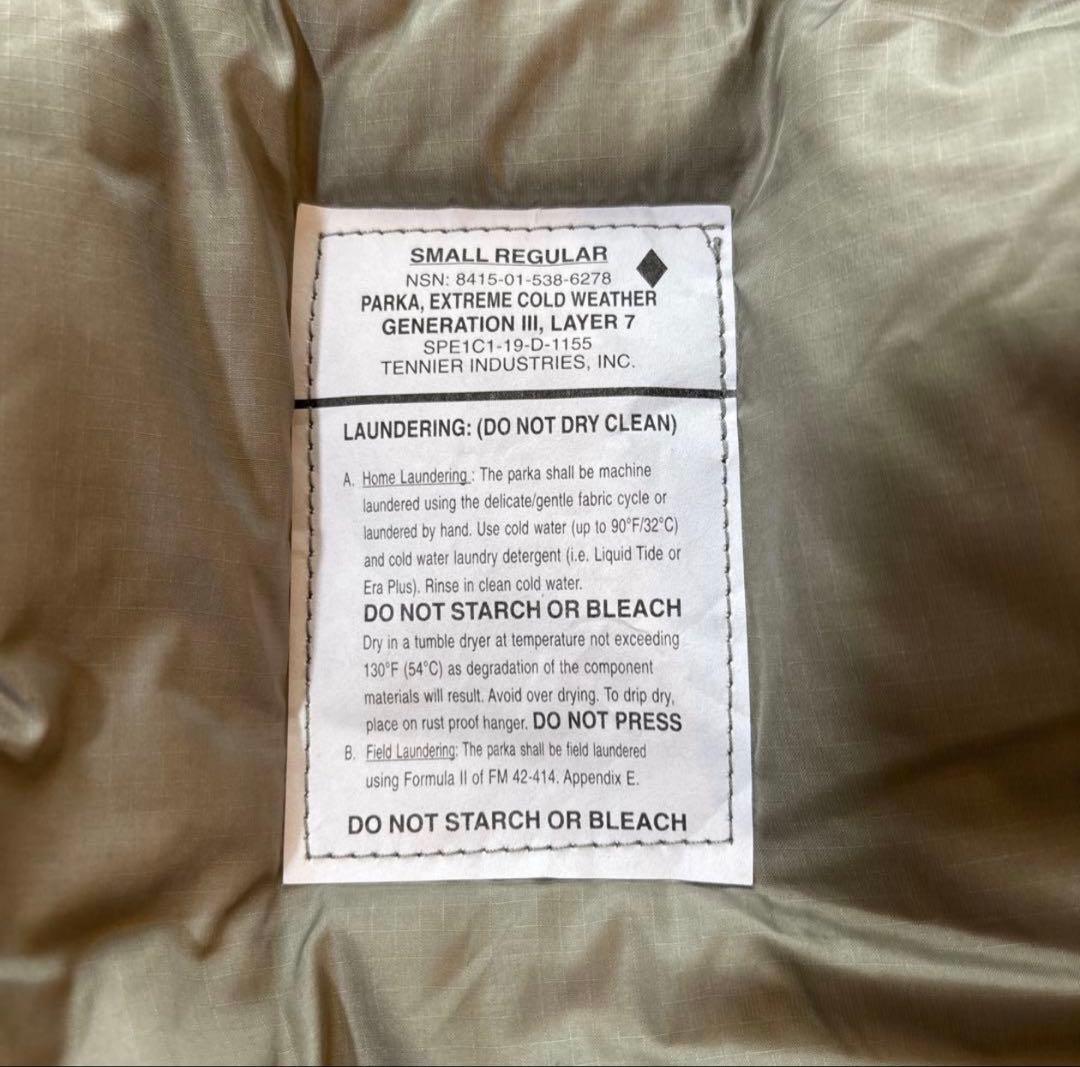 SMALL REGULAR
NSN: 8415-01-538-6278
PARKA, EXTREME COLD WEATHER
GENERATION III, LAYER 7
SPE1C1-19-D-1155
TENNIER INDUSTRIES, INC.
LAUNDERING: (DO NOT DRY CLEAN)
A. Home Laundering : The parka shall be machine
laundered using the delicate/gentle fabric cycle or
laundered by hand. Use cold water (up to 90°F/32°C)
and cold water laundry detergent (i.e. Liquid Tide or
Era Plus). Rinse in clean cold water.
DO NOT STARCH OR BLEACH
Dry in a tumble dryer at temperature not exceeding
130°F (54°C) as degradation of the component
materials will result. Avoid over drying. To drip dry,
place on rust proof hanger. DO NOT PRESS
B. Field Laundering: The parka shall be field laundered
using Formula II of FM 42-414. Appendix E.
DO NOT STARCH OR BLEACH